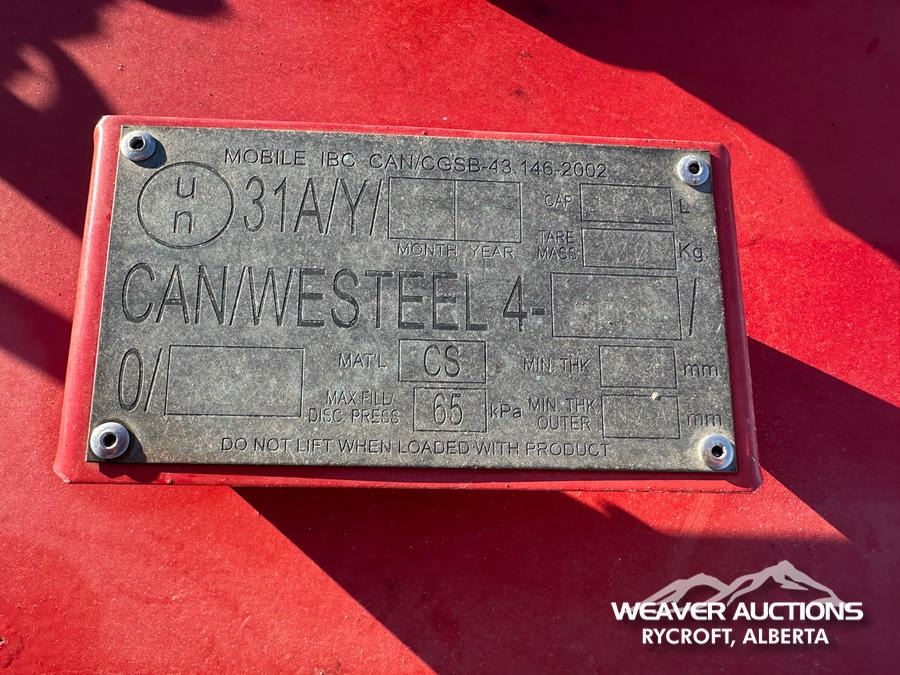 MOBILE IBC CAN/CGSB-43.146-2002
un 31A/Y/
MONTH YEAR
CAP L
TARE MASS Kg.
CAN/WESTEEL 4- /
0/
MAT'L CS
MIN. THK mm
MAX FILL/ DISC. PRESS 65 kPa
MIN. THK OUTER mm
DO NOT LIFT WHEN LOADED WITH PRODUCT
WEAVER AUCTIONS
RYCROFT, ALBERTA